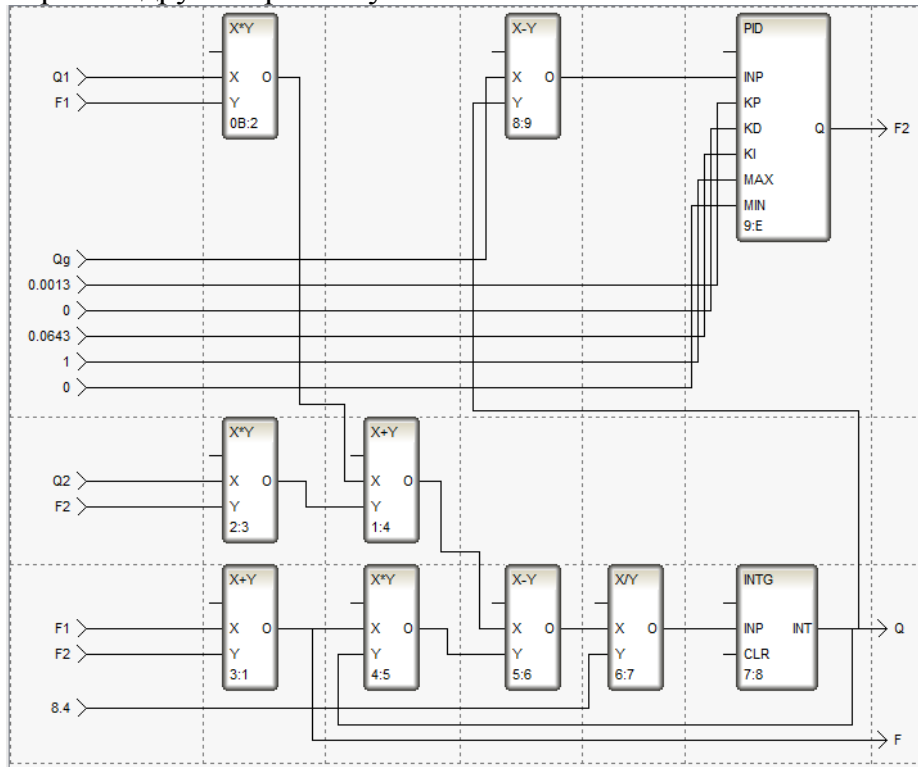 X*Y
X-Y
PID
Q1
X
O
X
O
INP
F1
Y
Y
KP
0B:2
8:9
KD
Q
F2
KI
MAX
MIN
9:E
Qg
0.0013
0
0.0643
1
0
X*Y
X+Y
Q2
X
O
X
O
F2
Y
Y
2:3
1:4
X+Y
X*Y
X-Y
X/Y
INTG
F1
X
O
X
O
X
O
X
O
INP
INT
Q
F2
Y
Y
Y
Y
CLR
3:1
4:5
5:6
6:7
7:8
8.4
F